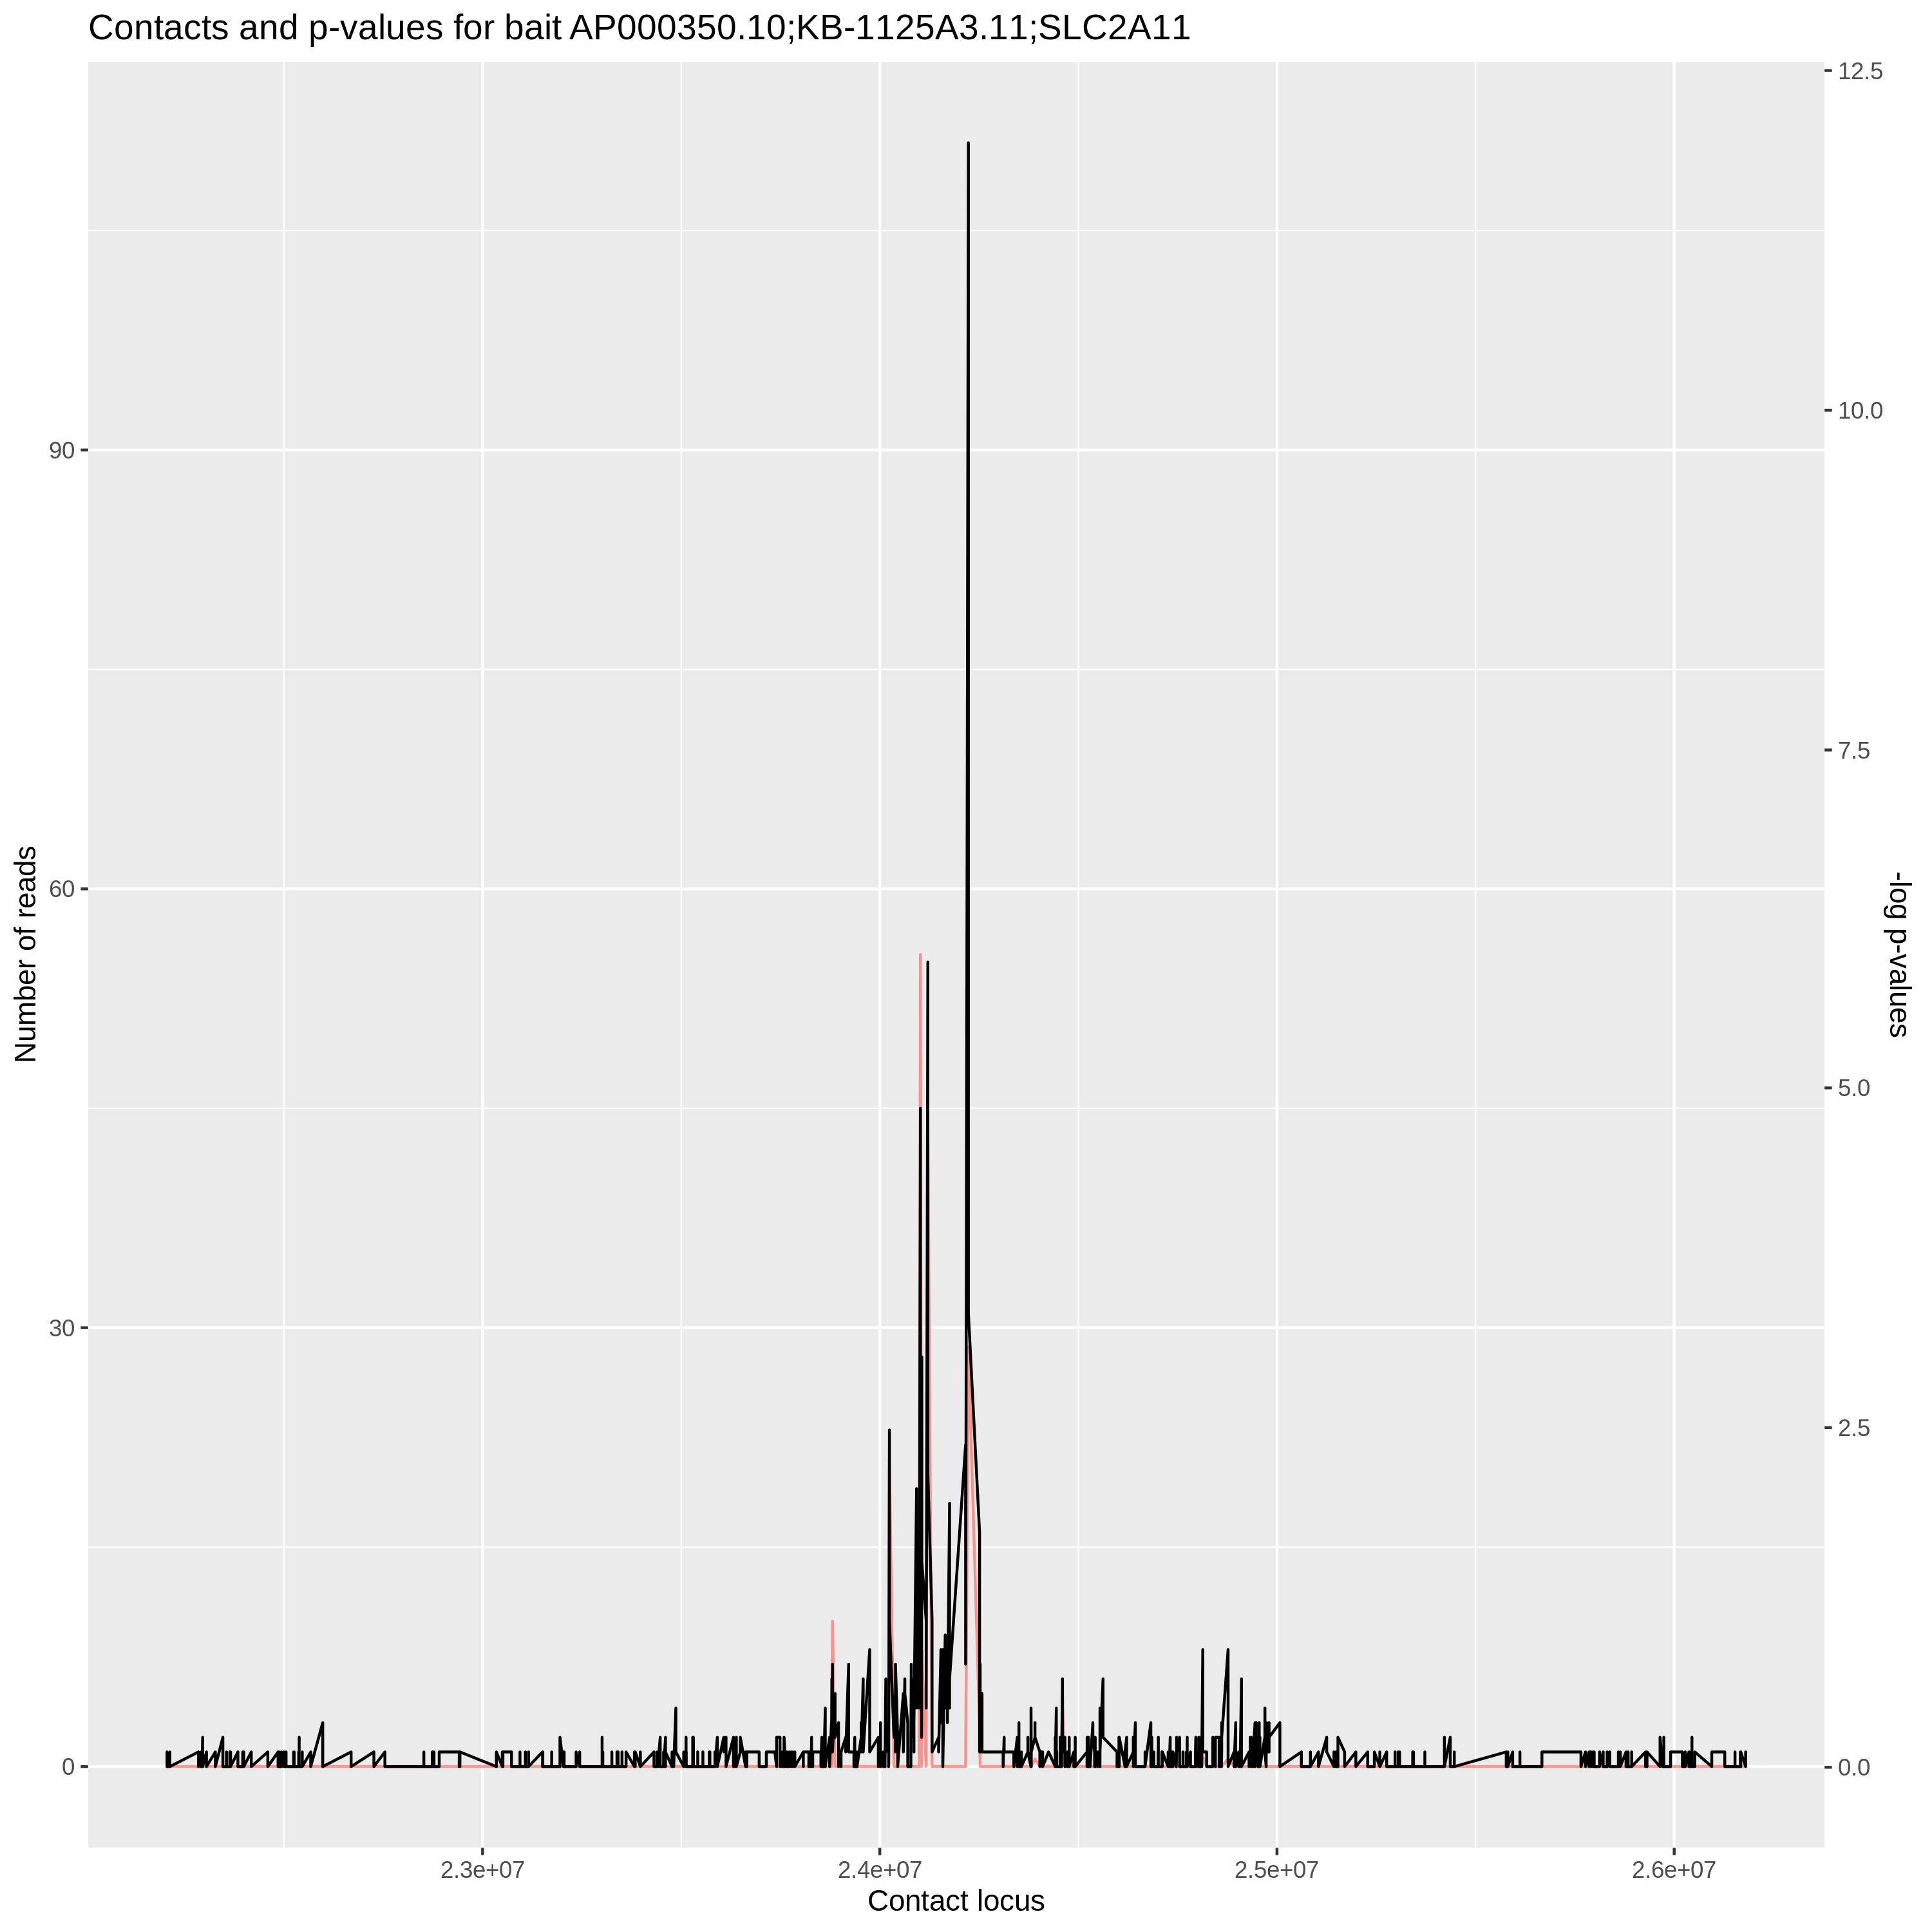 Contacts and p-values for bait AP000350.10;KB-1125A3.11;SLC2A11
12.5
10.0
90
7.5
60
Number of reads
-log p-values
5.0
30
2.5
0
0.0
2.3e+07
2.4e+07
2.5e+07
2.6e+07
Contact locus